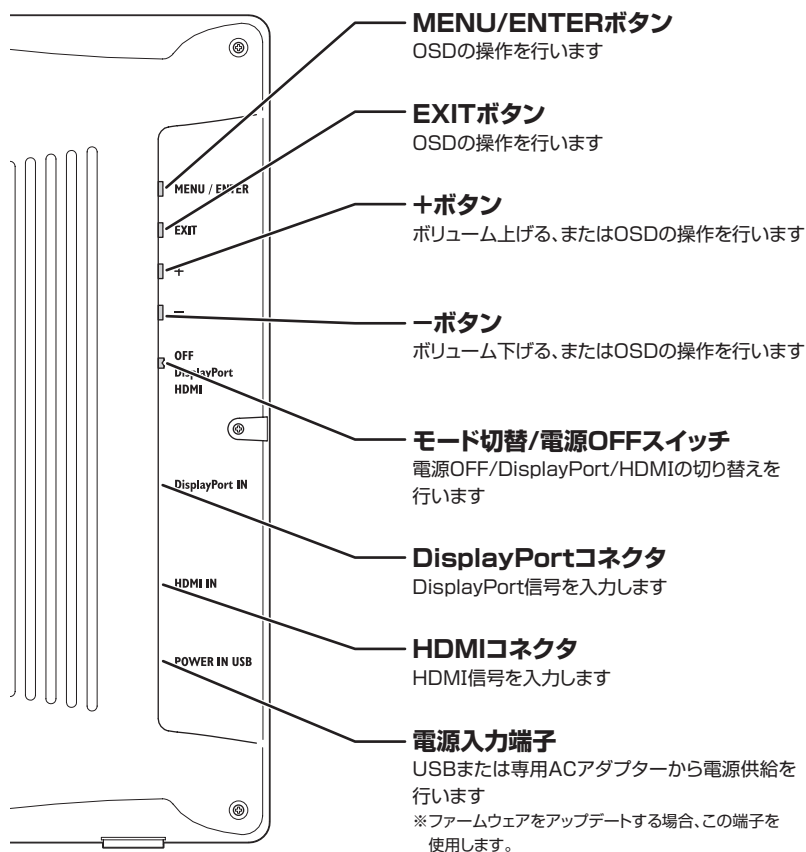 MENU/ENTERボタン
OSDの操作を行います
EXITボタン
OSDの操作を行います
＋ボタン
ボリューム上げる、またはOSDの操作を行います
－ボタン
ボリューム下げる、またはOSDの操作を行います
モード切替/電源OFFスイッチ
電源OFF/DisplayPort/HDMIの切り替えを
行います
DisplayPortコネクタ
DisplayPort信号を入力します
HDMIコネクタ
HDMI信号を入力します
電源入力端子
USBまたは専用ACアダプターから電源供給を
行います
※ファームウェアをアップデートする場合、この端子を
使用します。
MENU / ENTER
EXIT
+
−
OFF
DisplayPort
HDMI
DisplayPort IN
HDMI IN
POWER IN USB